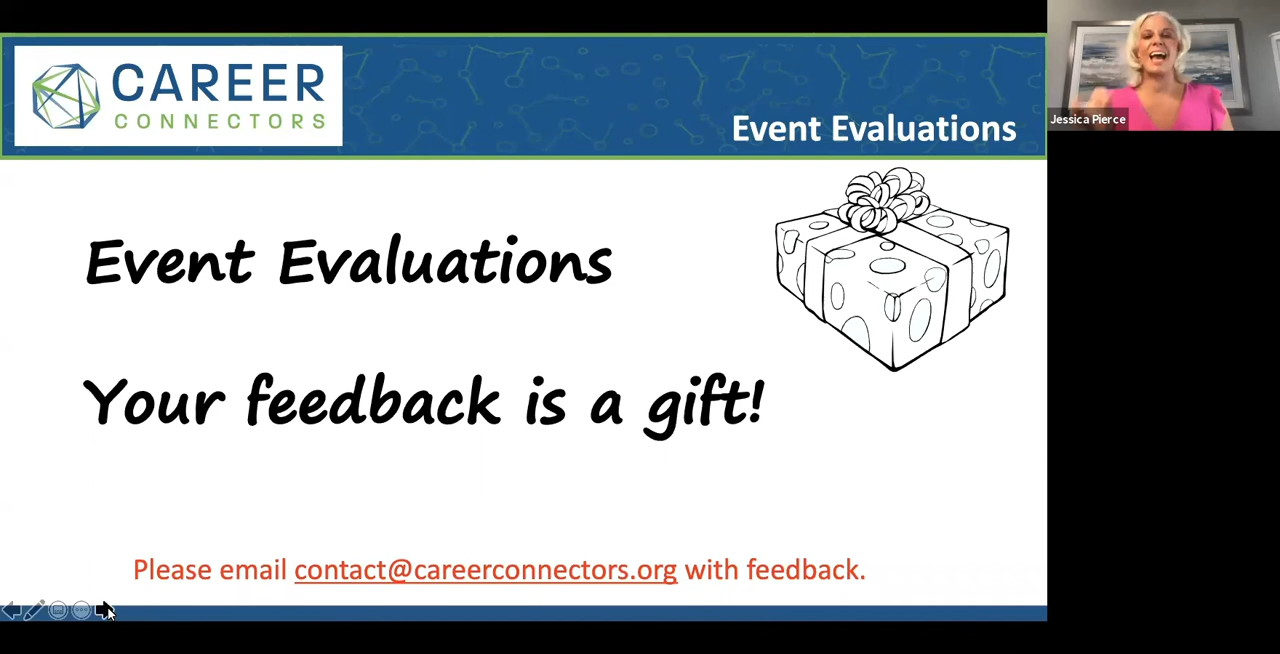 CAREER
CONNECTORS
Event Evaluations
Jessica Pierce
Event Evaluations
Your feedback is a gift!
Please email contact@careerconnectors.org with feedback.